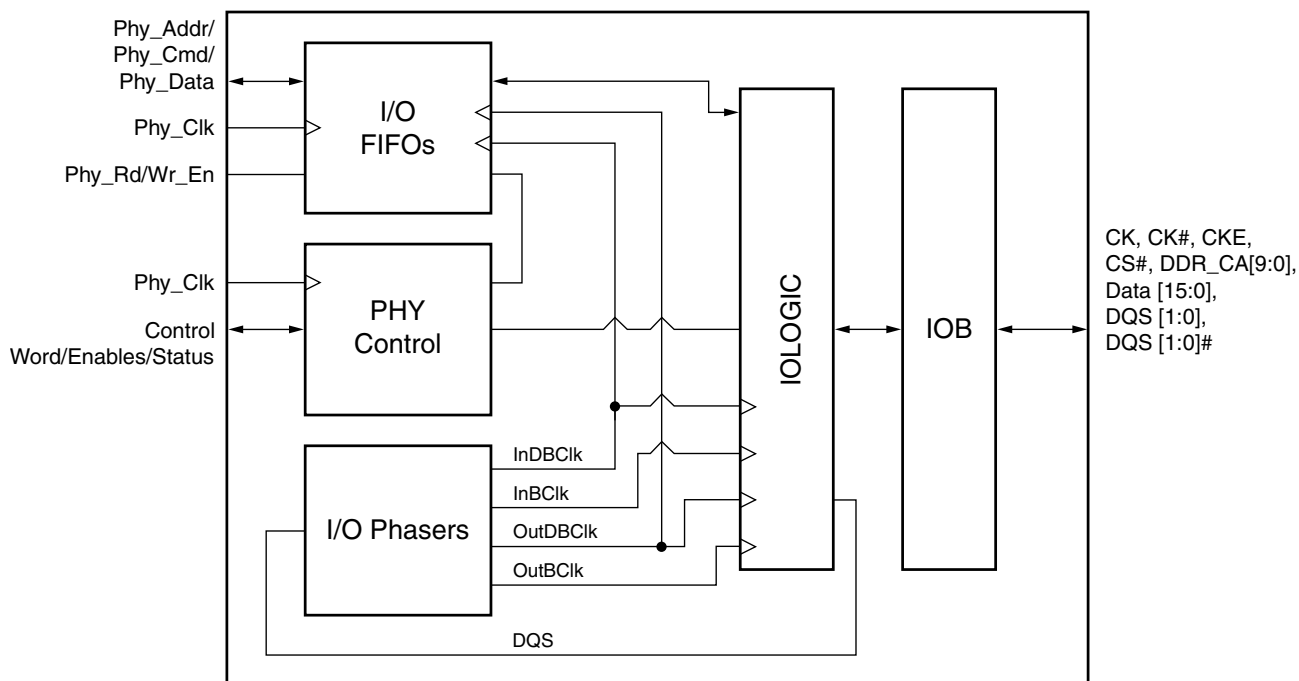 Phy_Addr/
Phy_Cmd/
Phy_Data
Phy_Clk
Phy_Rd/Wr_En
I/O
FIFOs
Phy_Clk
Control
Word/Enables/Status
PHY
Control
I/O Phasers
InDBClk
InBClk
OutDBClk
OutBClk
DQS
IOLOGIC
IOB
CK, CK#, CKE,
CS#, DDR_CA[9:0],
Data [15:0],
DQS [1:0],
DQS [1:0]#